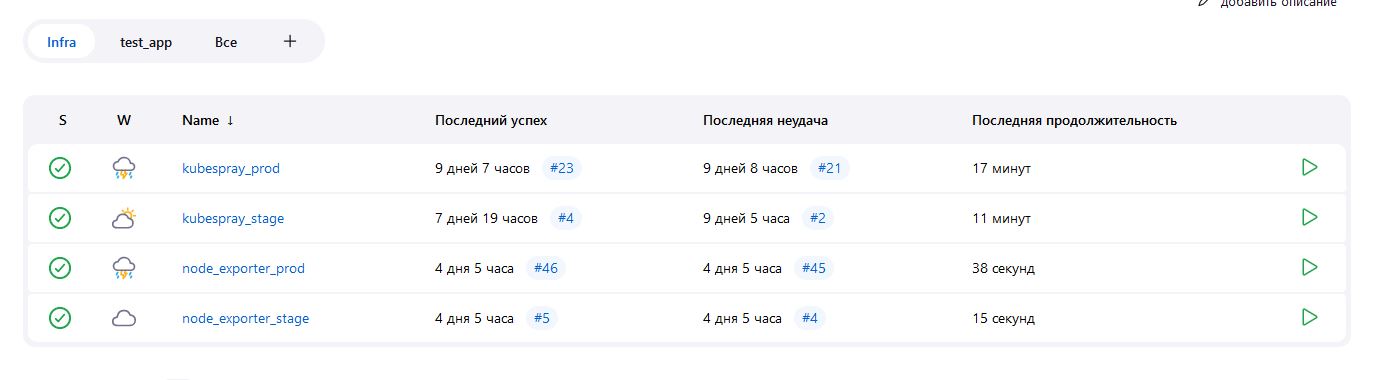 добавить описание
Infra test_app Все +
S W Name ↓ Последний успех Последняя неудача Последняя продолжительность
kubespray_prod 9 дней 7 часов #23 9 дней 8 часов #21 17 минут
kubespray_stage 7 дней 19 часов #4 9 дней 5 часа #2 11 минут
node_exporter_prod 4 дня 5 часа #46 4 дня 5 часа #45 38 секунд
node_exporter_stage 4 дня 5 часа #5 4 дня 5 часа #4 15 секунд